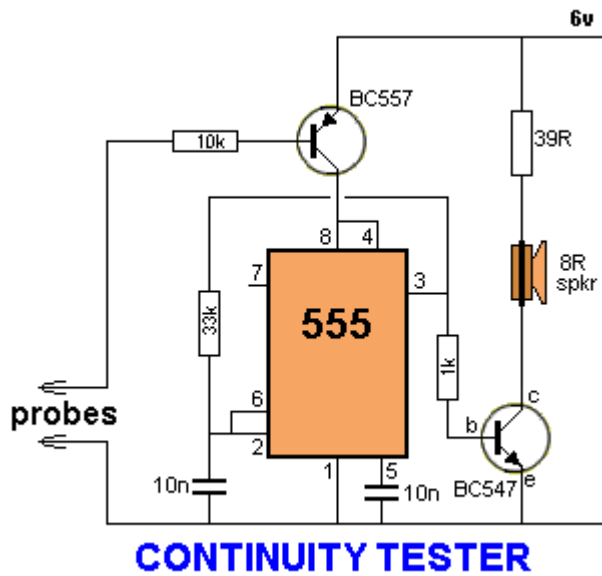 6v
BC557
10k
39R
8 4
7
3
8R
spkr
33k
555
1k
probes
6
2
c
b
1
5
10n
10n
BC547
e
CONTINUITY TESTER